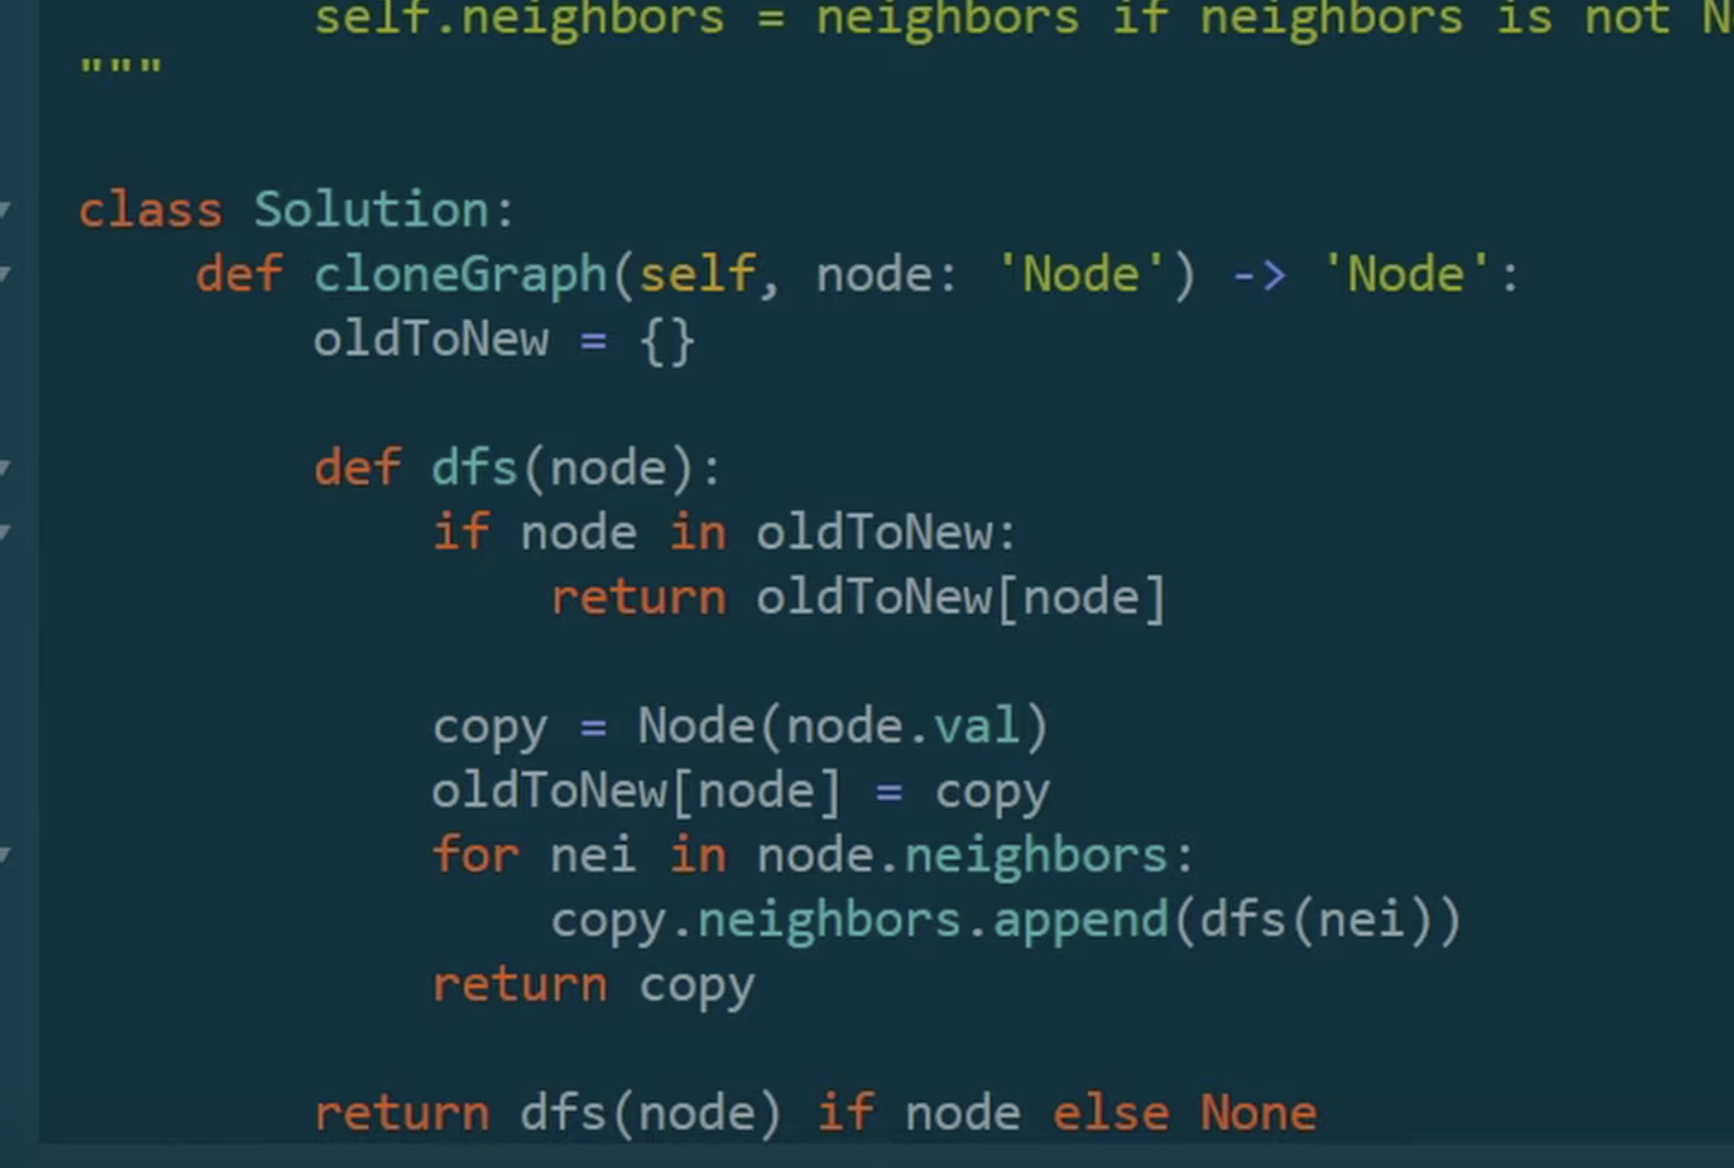 self.neighbors = neighbors if neighbors is not
"""
class Solution:
def cloneGraph(self, node: 'Node') -> 'Node':
oldToNew = {}
def dfs(node):
if node in oldToNew:
return oldToNew[node]
copy = Node(node.val)
oldToNew[node] = copy
for nei in node.neighbors:
copy.neighbors.append(dfs(nei))
return copy
return dfs(node) if node else None